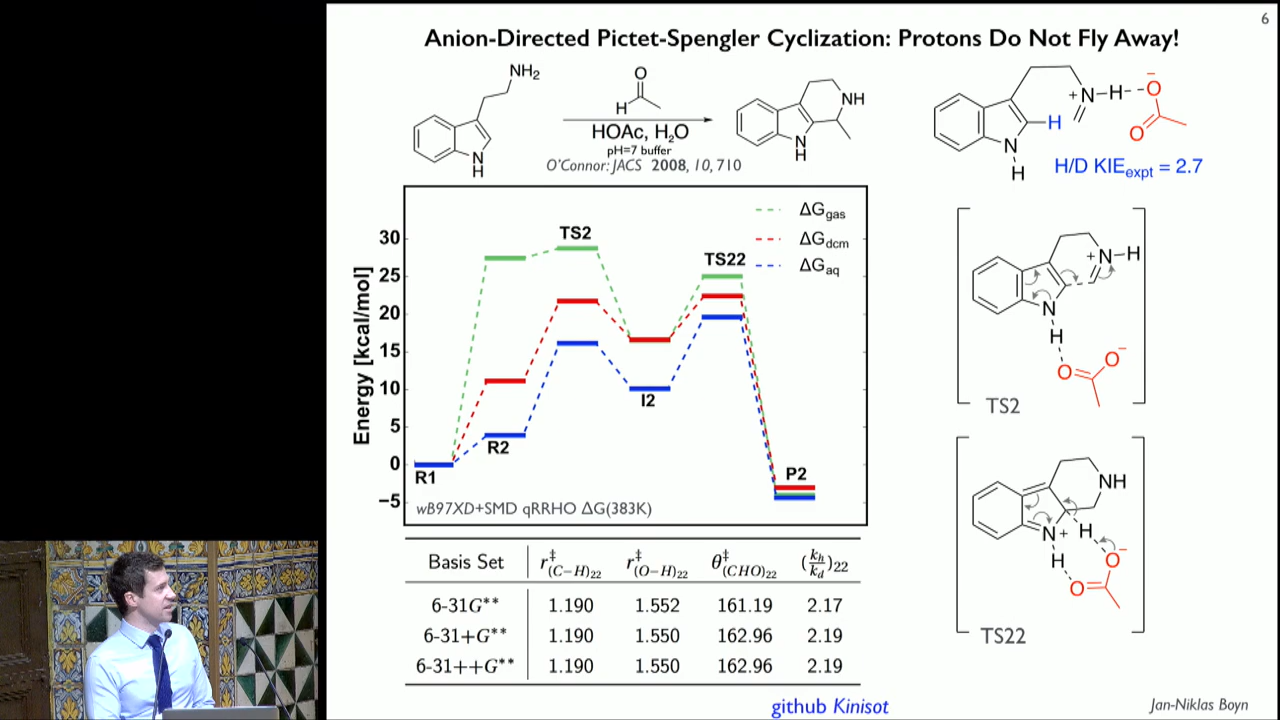 6
Anion-Directed Pictet-Spengler Cyclization: Protons Do Not Fly Away!
NH₂
N
H
O
H
HOAc, H₂O
pH=7 buffer
O'Connor: JACS 2008, 10, 710
NH
N
H
+N-H
H
N
H
O
−
O
H/D KIEexpt = 2.7
Energy [kcal/mol]
30
25
20
15
10
5
0
−5
ΔGgas
ΔGdcm
ΔGaq
R1
R2
TS2
I2
TS22
P2
wB97XD+SMD qRRHO ΔG(383K)
+N-H
N
H
O
O−
TS2
NH
N+
H
H
O−
O
TS22
Basis Set r‡(C−H)22 r‡(O−H)22 θ‡(CHO)22 (kh/kd)22
6-31G** 1.190 1.552 161.19 2.17
6-31+G** 1.190 1.550 162.96 2.19
6-31++G** 1.190 1.550 162.96 2.19
github Kinisot
Jan-Niklas Boyn